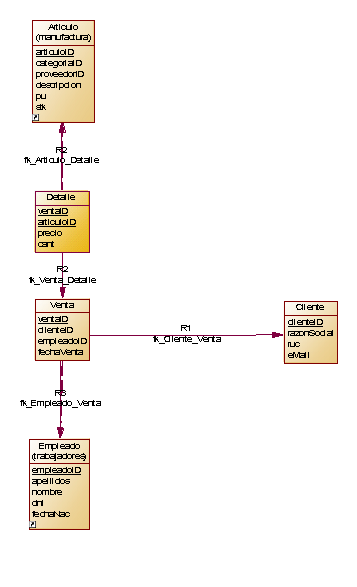 Articulo
(manufactura)
articuloID
categoriaID
proveedorID
descripcion
pu
stk
R2
fk_Articulo_Detalle
Detalle
ventaID
articuloID
precio
cant
R2
fk_Venta_Detalle
Venta
ventaID
clienteID
empleadoID
fechaVenta
R1
fk_Cliente_Venta
Cliente
clienteID
razonSocial
ruc
eMail
R3
fk_Empleado_Venta
Empleado
(trabajadores)
empleadoID
apellidos
nombre
dni
fechaNac